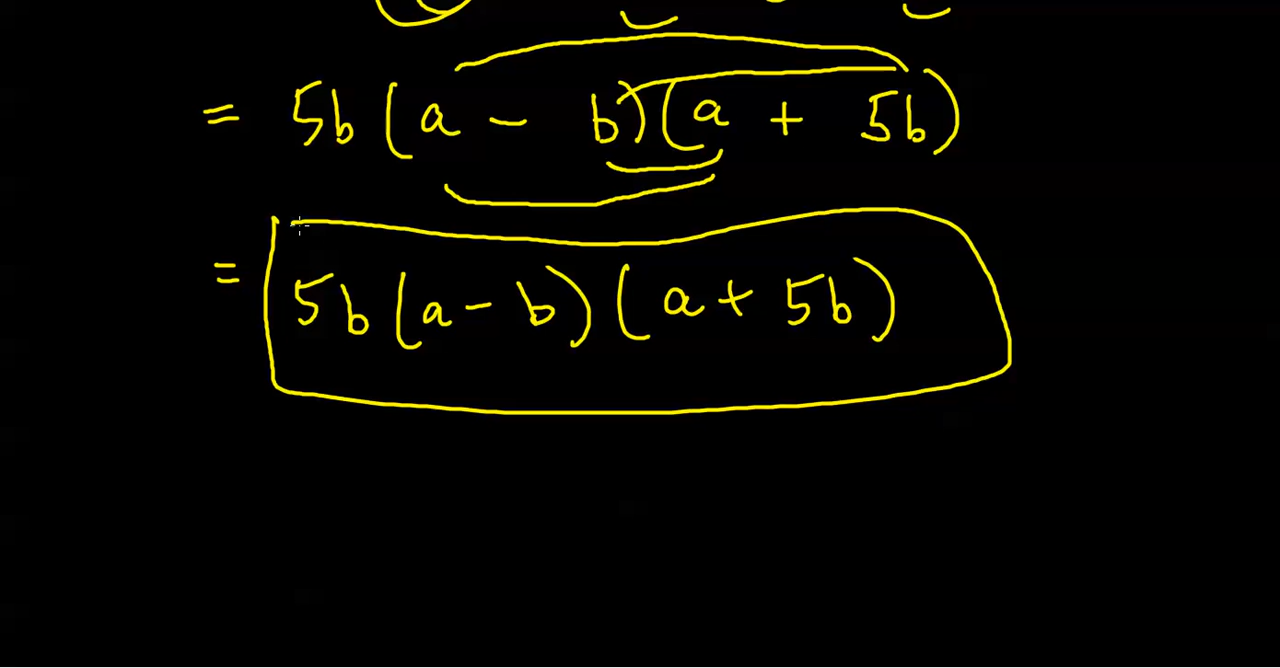 = 5b(a - b)(a + 5b)
= 5b(a - b)(a + 5b)